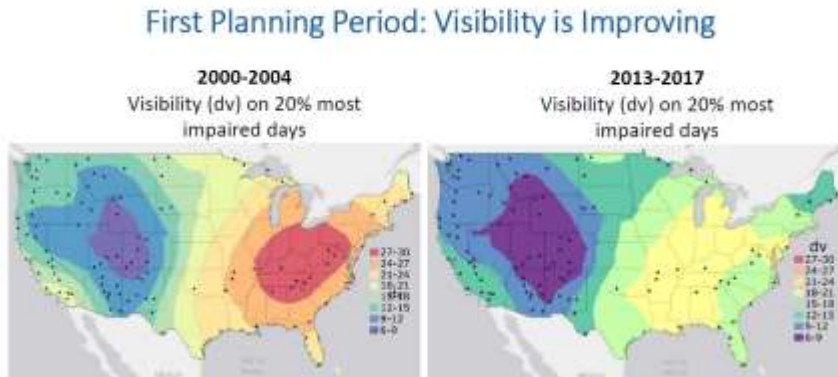 First Planning Period: Visibility is Improving
2000-2004
Visibility (dv) on 20% most
impaired days
2013-2017
Visibility (dv) on 20% most
impaired days
27-30
24-27
21-24
18-21
12-15
9-12
dv
27-30
24-27
21-24
18-21
15-18
12-15
9-12
6-9